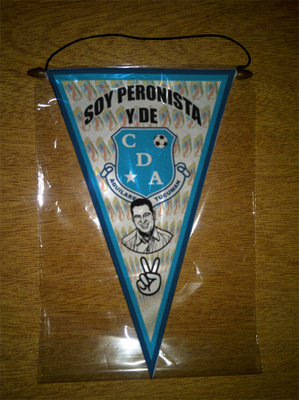 SOY PERONISTA
Y DE
C
D
A
AGUILARES
TUCUMAN